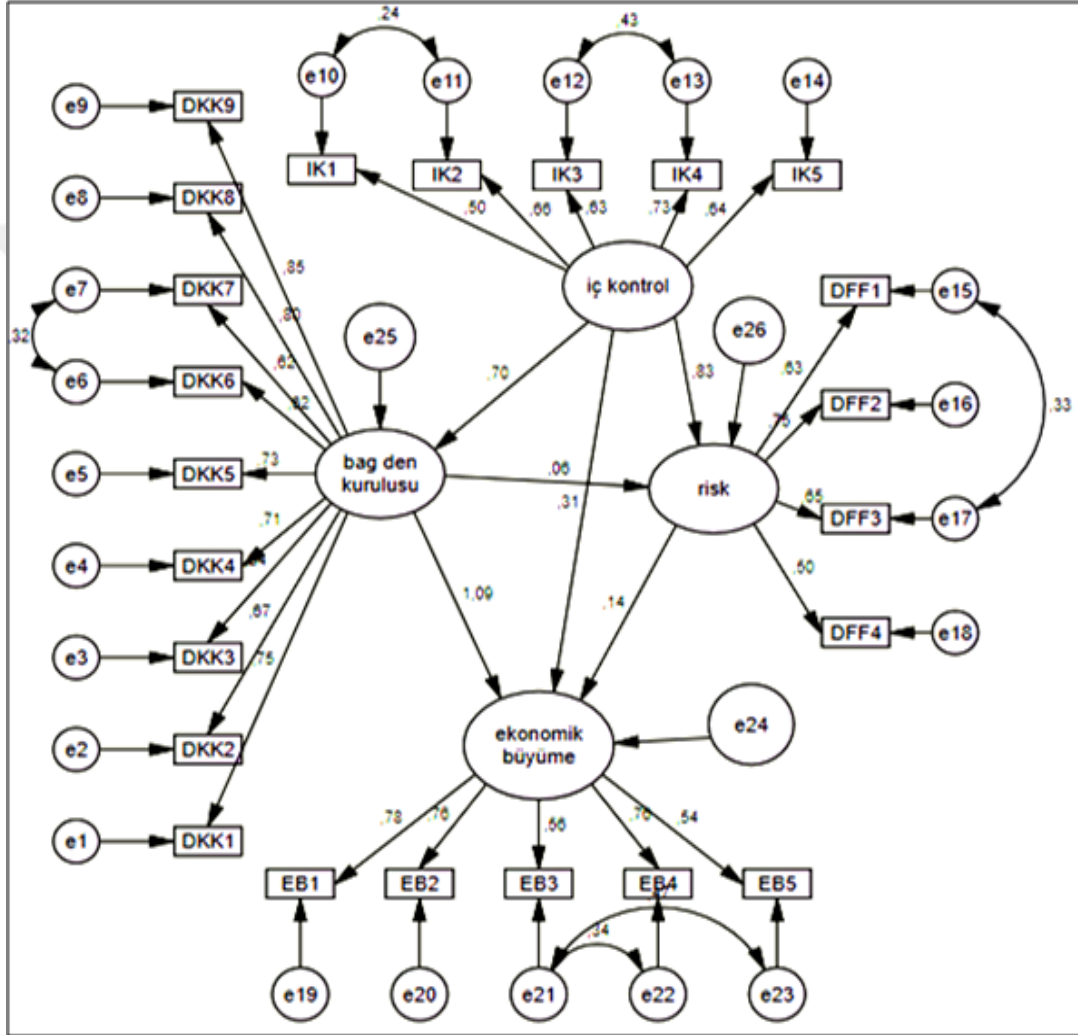 ,24
,43
e10
e11
e12
e13
e14
e9
DKK9
IK1
IK2
IK3
IK4
IK5
e8
DKK8
,50
,66
,63
,73
,64
,85
iç kontrol
e7
DKK7
,80
DFF1
e15
,32
e25
e26
,62
,70
,83
,63
e6
DKK6
DFF2
e16
,33
,75
e5
DKK5
,73
bag den
kurulusu
,06
,31
risk
,65
DFF3
e17
,71
e4
DKK4
,50
,67
1,09
,14
DFF4
e18
e3
DKK3
,75
e2
DKK2
ekonomik
büyüme
e24
e1
DKK1
,78
,76
,76
,54
EB1
EB2
EB3
EB4
EB5
,34
e19
e20
e21
e22
e23